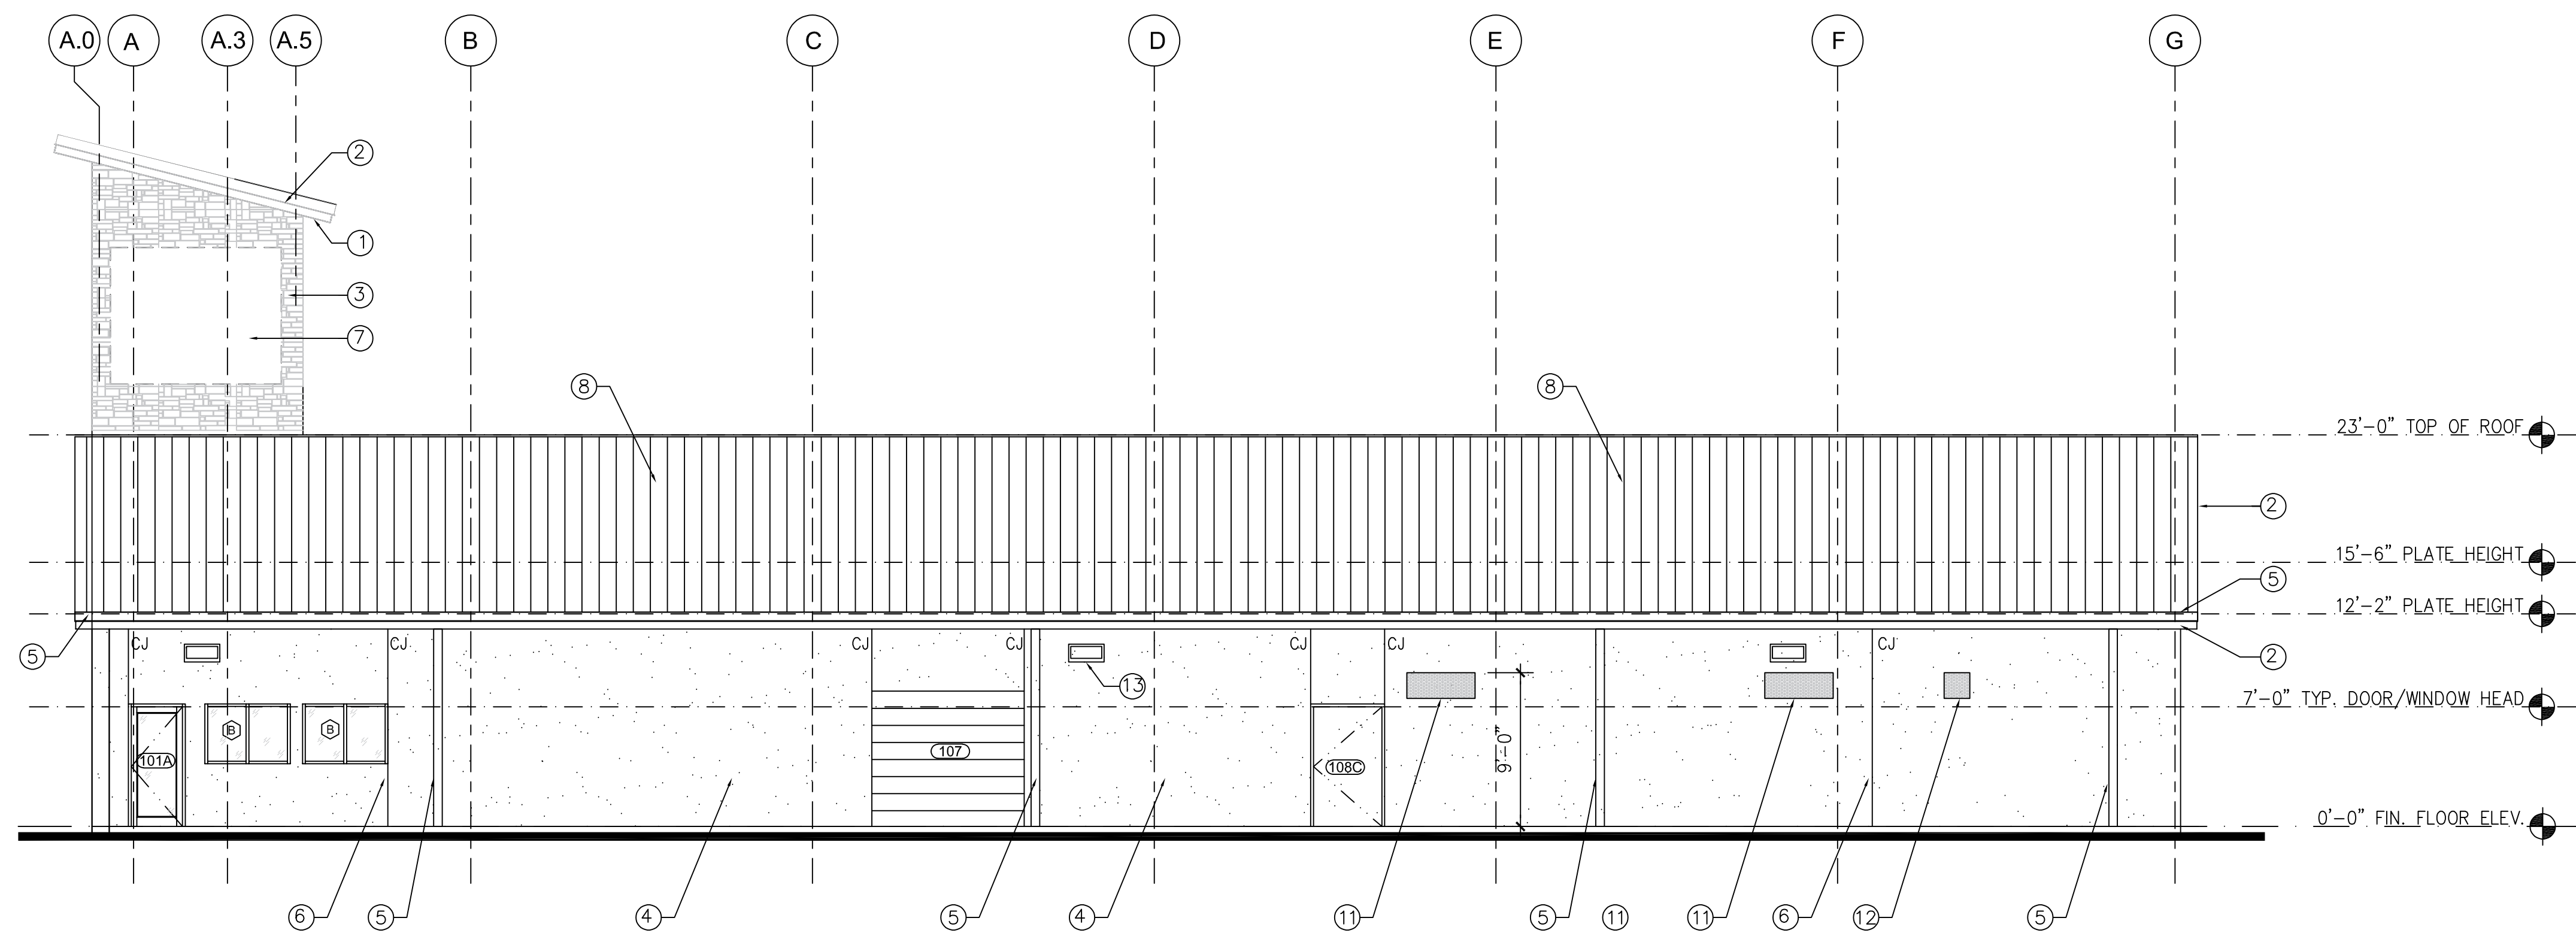 A.0 A A.3 A.5 B C D E F G
2
1
3
7
8 8
23'-0" TOP OF ROOF
2
15'-6" PLATE HEIGHT
5
12'-2" PLATE HEIGHT
CJ CJ CJ CJ CJ CJ CJ
5
2
13
7'-0" TYP. DOOR/WINDOW HEAD
B B
9'-0"
107
101A
108C
0'-0" FIN. FLOOR ELEV.
6 5 4 5 4 11 5 11 11 6 12 5